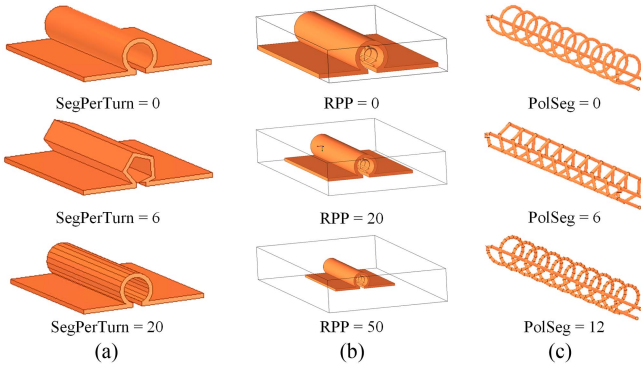 SegPerTurn = 0
RPP = 0
PolSeg = 0
SegPerTurn = 6
RPP = 20
PolSeg = 6
SegPerTurn = 20
RPP = 50
PolSeg = 12
(a)
(b)
(c)